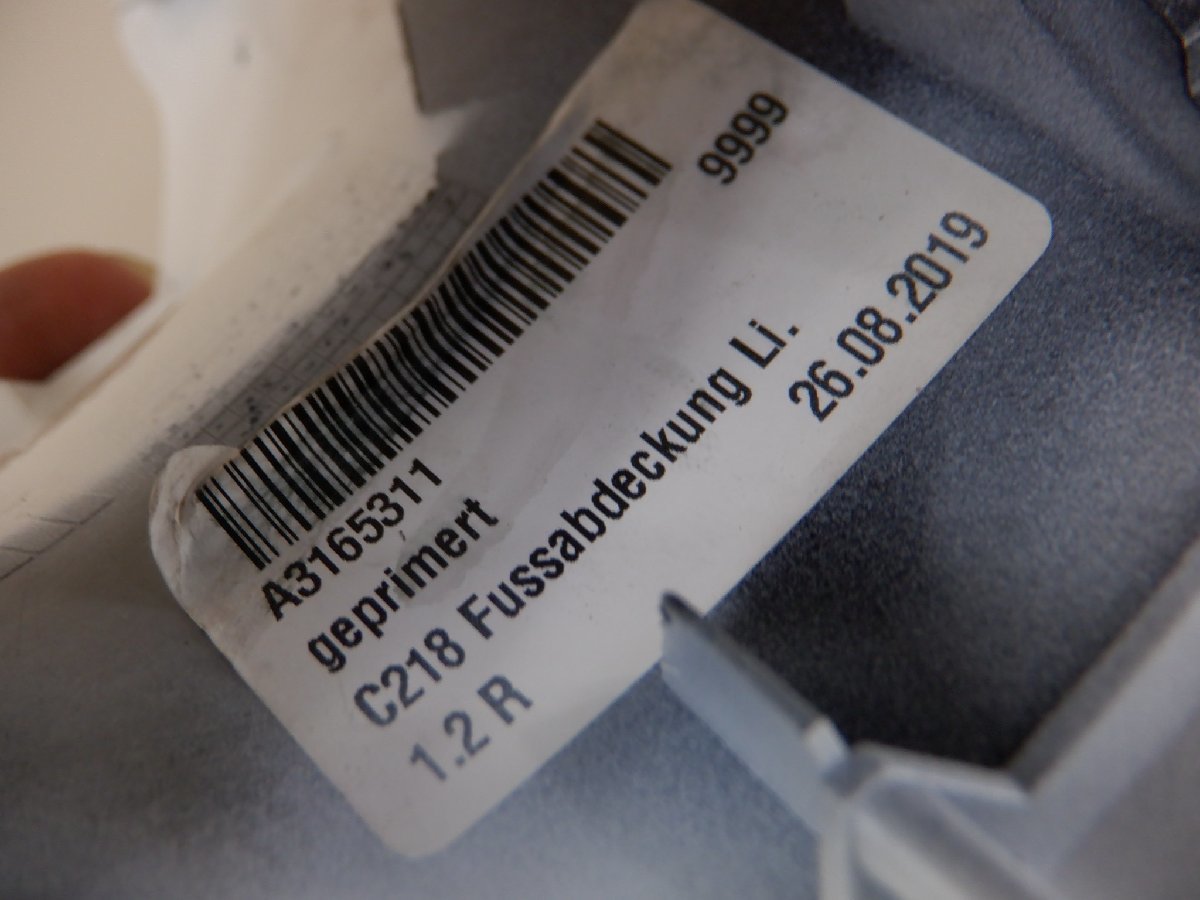 9999
A3165311
geprimert
C218 Fussabdeckung Li.
1.2 R
26.08.2019